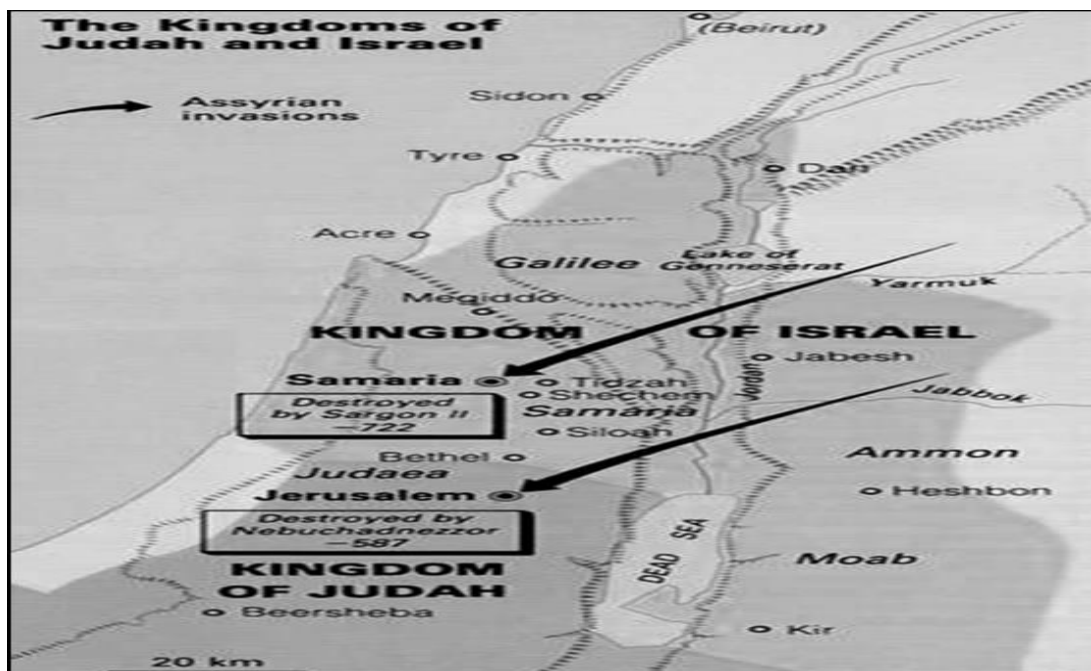 The Kingdoms of
Judah and Israel
Assyrian
invasions
(Beirut)
Sidon
Tyre
Dan
Acre
Galilee
Lake of
Genneserat
Yarmuk
Megiddo
KINGDOM OF ISRAEL
Jabesh
Samaria
Tidzah
Jordan
Jabbok
Shechem
Destroyed
by Sargon II
—722
Samaria
Siloah
Bethel
Ammon
Judaea
Jerusalem
Heshbon
Destroyed by
Nebuchadnezzor
—587
DEAD SEA
Moab
KINGDOM
OF JUDAH
Beersheba
Kir
20 km